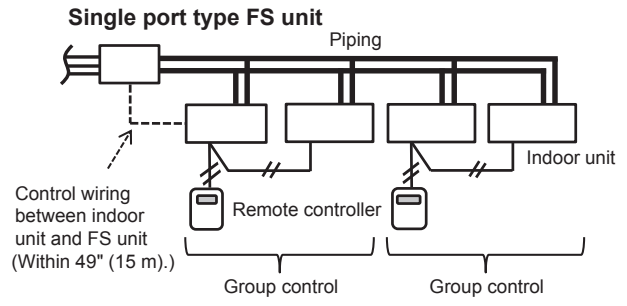 Single port type FS unit
Piping
Indoor unit
Control wiring
between indoor
unit and FS unit
(Within 49" (15 m).)
Remote controller
Group control
Group control